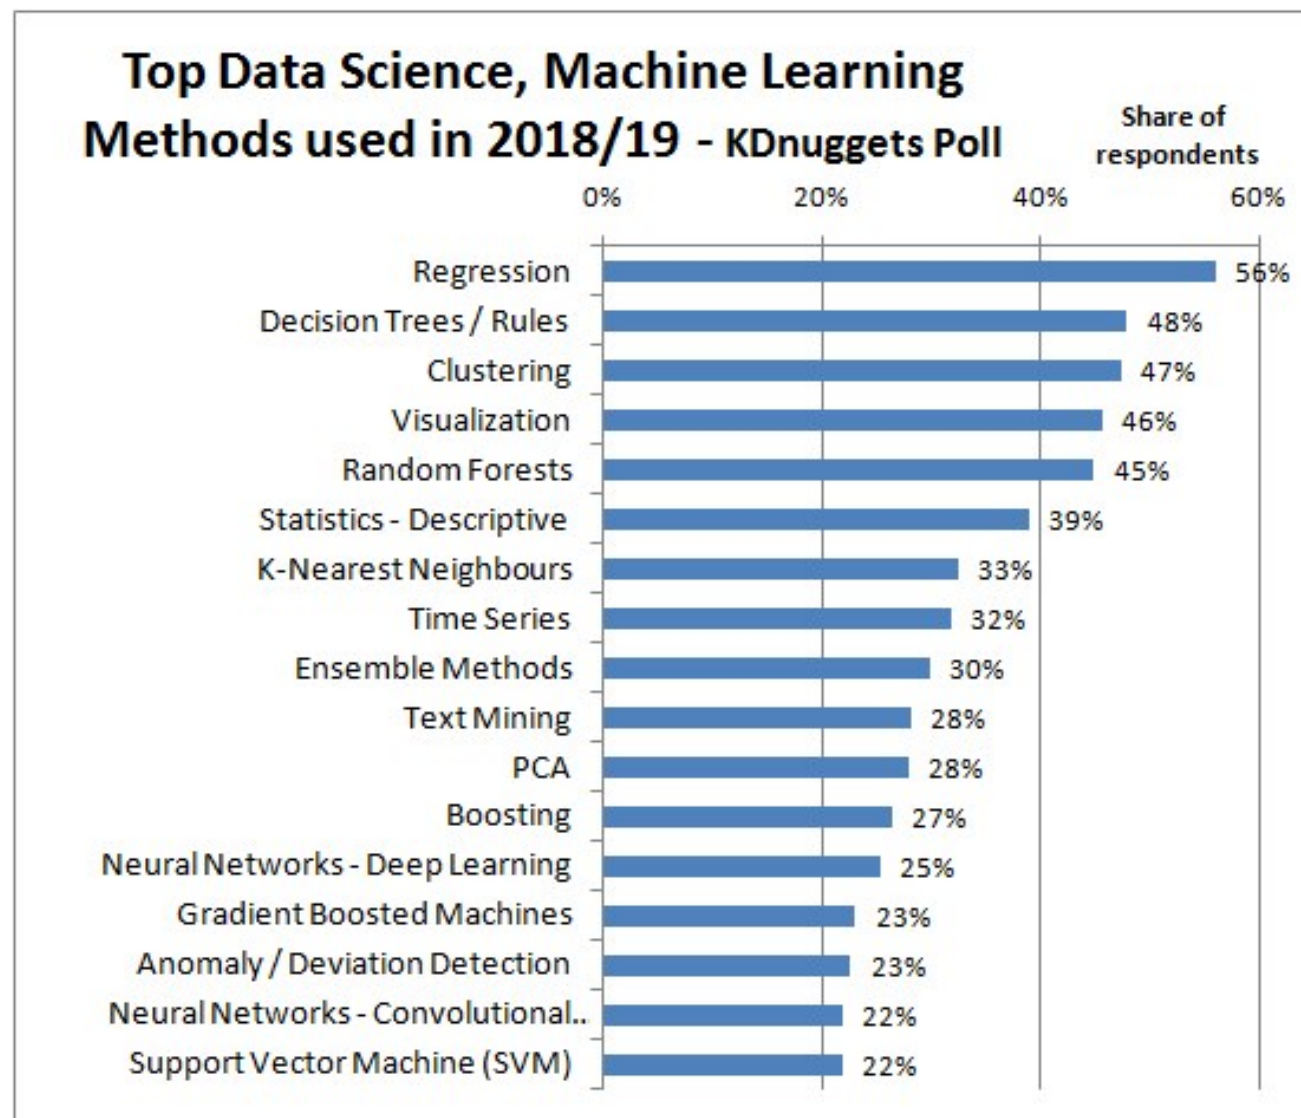 Top Data Science, Machine Learning
Methods used in 2018/19 - KDnuggets Poll
Share of
respondents
0% 20% 40% 60%
Regression 56%
Decision Trees / Rules 48%
Clustering 47%
Visualization 46%
Random Forests 45%
Statistics - Descriptive 39%
K-Nearest Neighbours 33%
Time Series 32%
Ensemble Methods 30%
Text Mining 28%
PCA 28%
Boosting 27%
Neural Networks - Deep Learning 25%
Gradient Boosted Machines 23%
Anomaly / Deviation Detection 23%
Neural Networks - Convolutional.. 22%
Support Vector Machine (SVM) 22%